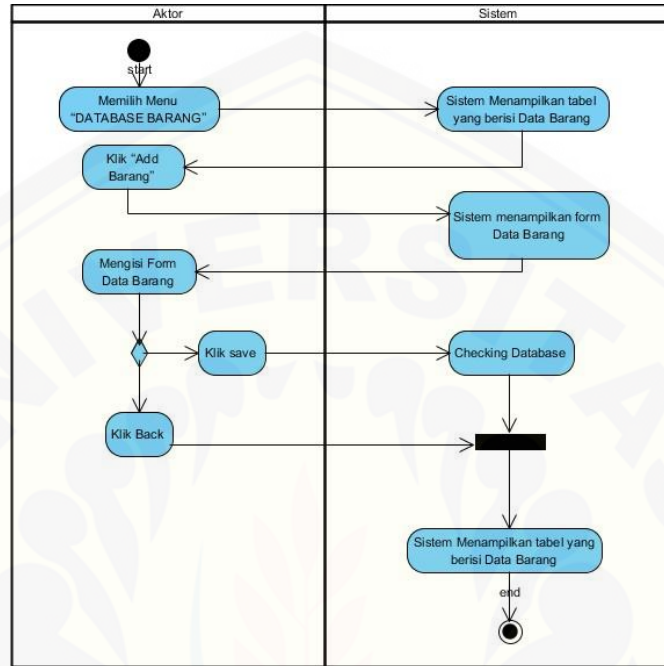 Aktor
Sistem
start
Memilih Menu
"DATABASE BARANG"
Sistem Menampilkan tabel
yang berisi Data Barang
Klik "Add
Barang"
Sistem menampilkan form
Data Barang
Mengisi Form
Data Barang
Klik save
Checking Database
Klik Back
Sistem Menampilkan tabel yang
berisi Data Barang
end
UNIVERSITAS